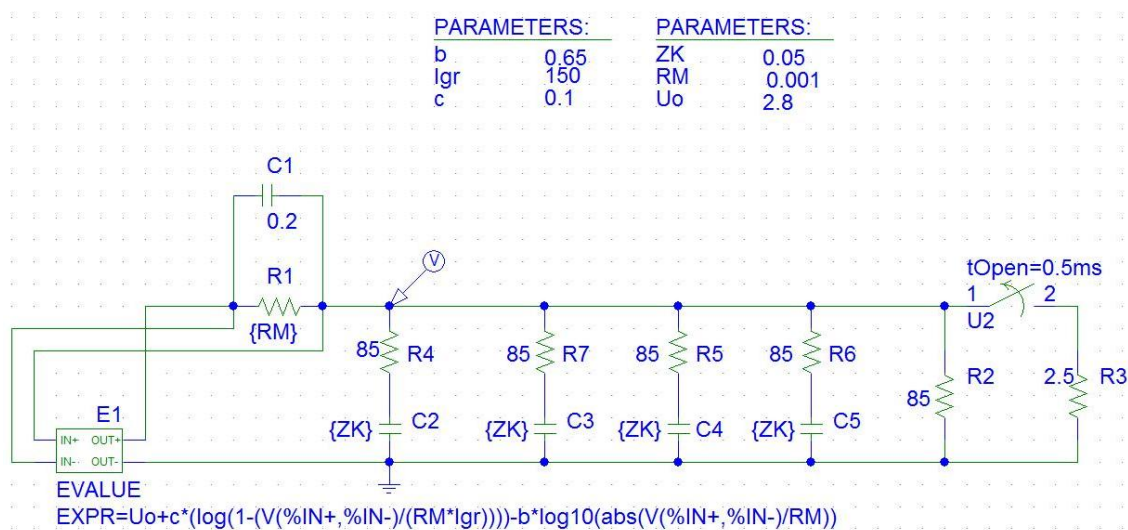 PARAMETERS:
b 0.65
Igr 150
c 0.1
PARAMETERS:
ZK 0.05
RM 0.001
Uo 2.8
C1
0.2
R1
{RM}
V
tOpen=0.5ms
1 2
U2
85 R4
85 R7
85 R5
85 R6
R2
85
2.5 R3
{ZK} C2
{ZK} C3
{ZK} C4
{ZK} C5
E1
IN+ OUT+
IN- OUT-
EVALUE
EXPR=Uo+c*(log(1-(V(%IN+,%IN-)/(RM*Igr))))-b*log10(abs(V(%IN+,%IN-)/RM))